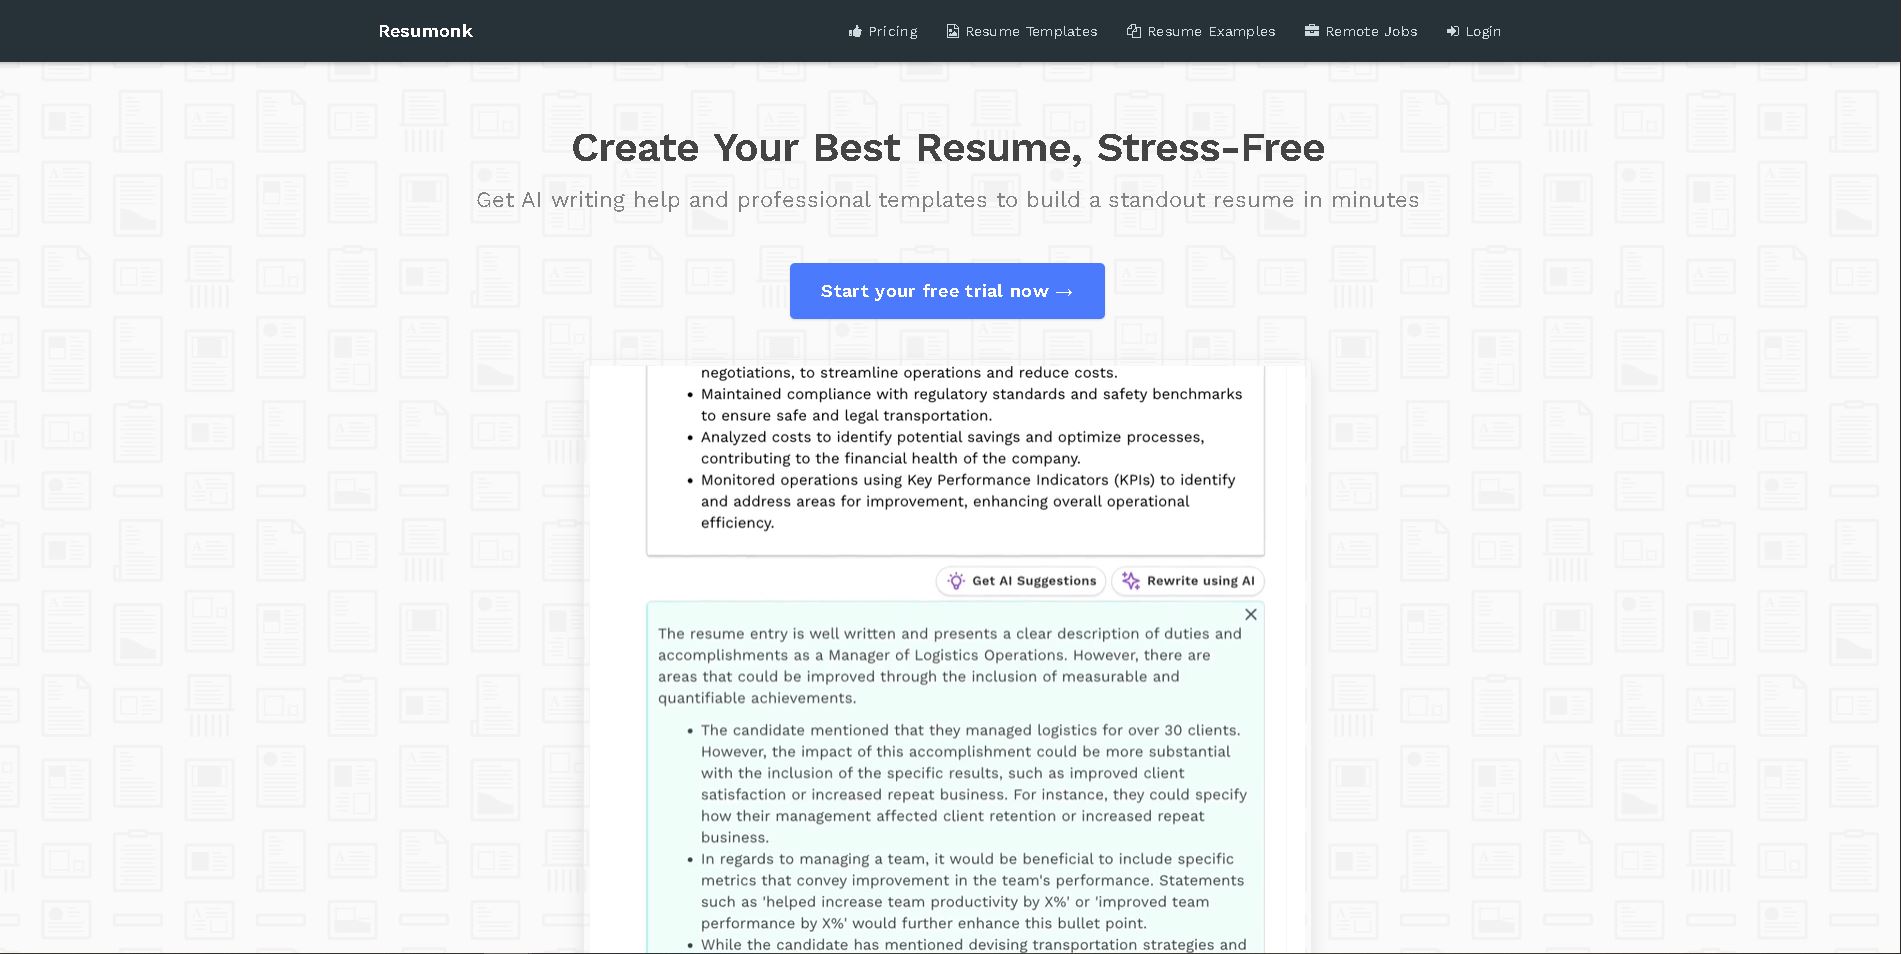 Resumonk
Pricing
Resume Templates
Resume Examples
Remote Jobs
Login
Create Your Best Resume, Stress-Free
Get AI writing help and professional templates to build a standout resume in minutes
Start your free trial now →
negotiations, to streamline operations and reduce costs.
• Maintained compliance with regulatory standards and safety benchmarks
to ensure safe and legal transportation.
• Analyzed costs to identify potential savings and optimize processes,
contributing to the financial health of the company.
• Monitored operations using Key Performance Indicators (KPIs) to identify
and address areas for improvement, enhancing overall operational
efficiency.
Get AI Suggestions
Rewrite using AI
The resume entry is well written and presents a clear description of duties and
accomplishments as a Manager of Logistics Operations. However, there are
areas that could be improved through the inclusion of measurable and
quantifiable achievements.
• The candidate mentioned that they managed logistics for over 30 clients.
However, the impact of this accomplishment could be more substantial
with the inclusion of the specific results, such as improved client
satisfaction or increased repeat business. For instance, they could specify
how their management affected client retention or increased repeat
business.
• In regards to managing a team, it would be beneficial to include specific
metrics that convey improvement in the team's performance. Statements
such as 'helped increase team productivity by X%' or 'improved team
performance by X%' would further enhance this bullet point.
• While the candidate has mentioned devising transportation strategies and